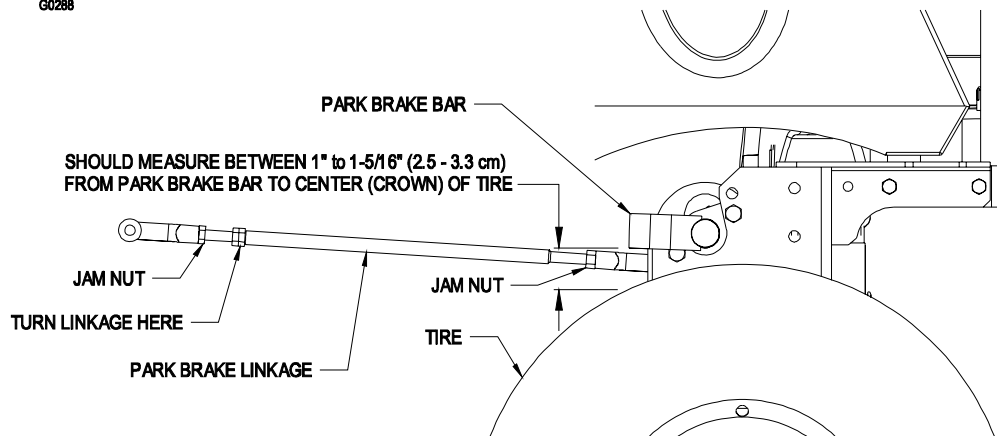 G0288
PARK BRAKE BAR
SHOULD MEASURE BETWEEN 1" to 1-5/16" (2.5 - 3.3 cm)
FROM PARK BRAKE BAR TO CENTER (CROWN) OF TIRE
JAM NUT
JAM NUT
TURN LINKAGE HERE
TIRE
PARK BRAKE LINKAGE